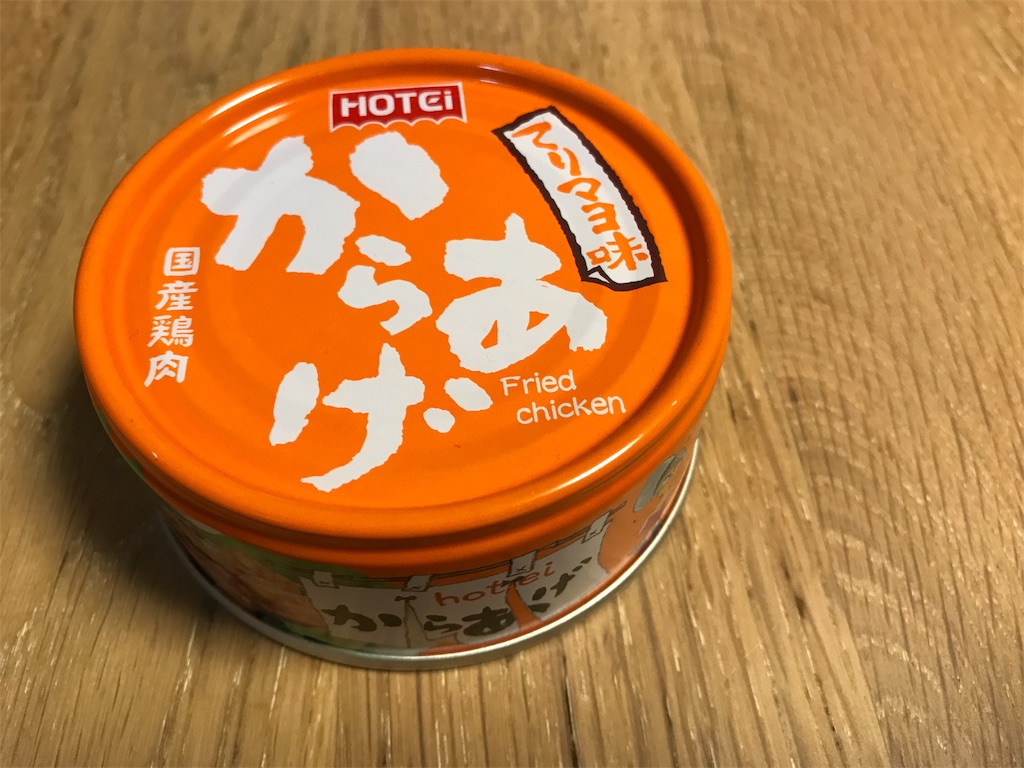 HOTEi
からあげ
てりマヨ味
国産鶏肉
Fried
chicken
hotei
からあげ